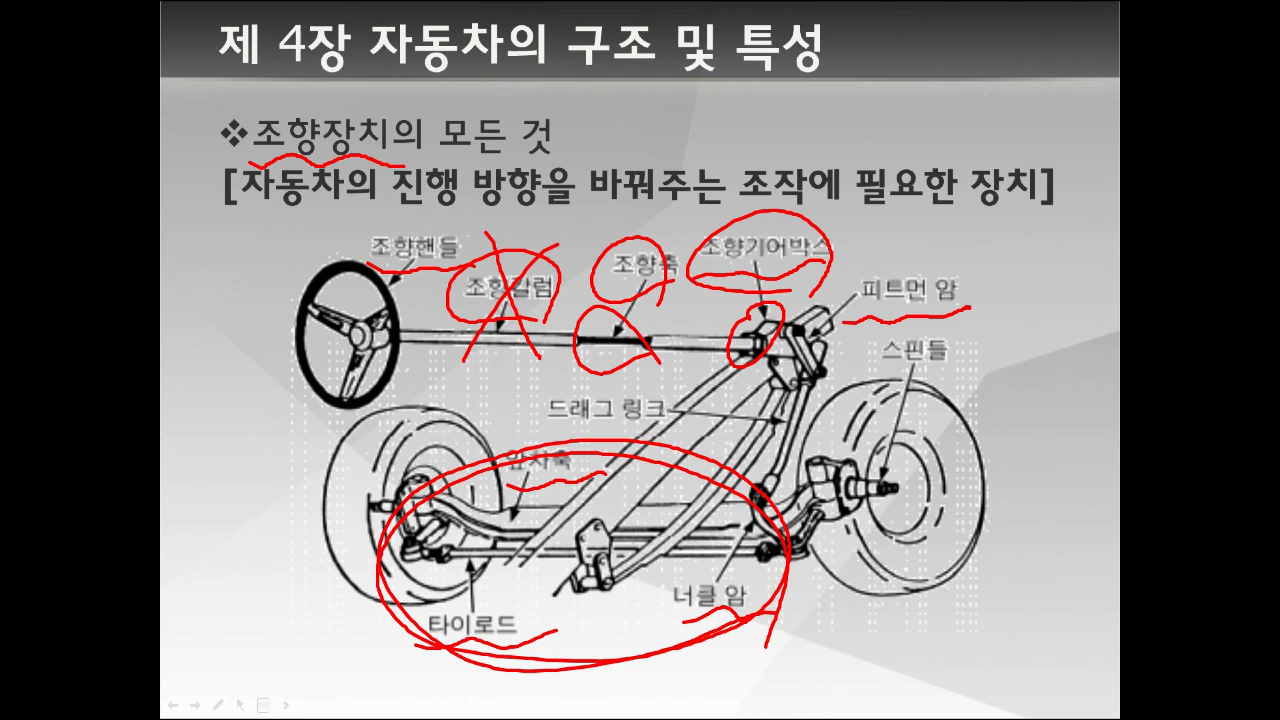 제 4장 자동차의 구조 및 특성
❖조향장치의 모든 것
[자동차의 진행 방향을 바꿔주는 조작에 필요한 장치]
조향핸들
조향칼럼
조향축
조향기어박스
피트먼 암
스핀들
드래그 링크
앞차축
너클 암
타이로드